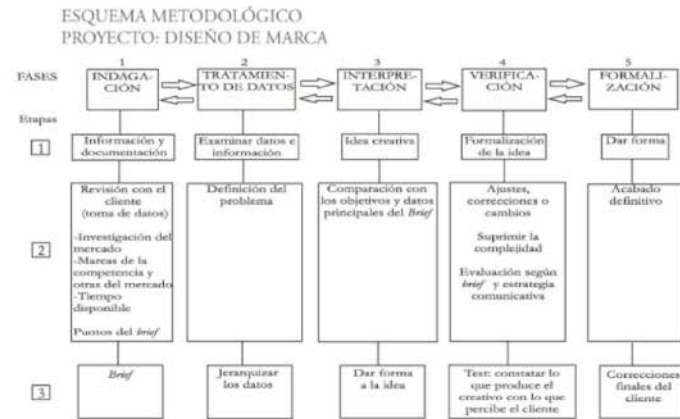 ESQUEMA METODOLÓGICO
PROYECTO: DISEÑO DE MARCA
FASES
1
INDAGA-
CIÓN
2
TRATAMIEN-
TO DE DATOS
3
INTERPRE-
TACIÓN
4
VERIFICA-
CIÓN
5
FORMALI-
ZACIÓN
Etapas
1
Información y
documentación
Examinar datos e
información
Idea creativa
Formalización
de la idea
Dar forma
2
Revisión con el
cliente
(toma de datos)
-Investigación del
mercado
-Marcas de la
competencia y
otras del mercado
-Tiempo
disponible
Puntos del brief
Definición del
problema
Comparación con
los objetivos y datos
principales del Brief
Ajustes,
correcciones o
cambios
Suprimir la
complejidad
Evaluación según
brief y estrategia
comunicativa
Acabado
definitivo
3
Brief
Jerarquizar
los datos
Dar forma
a la idea
Test: constatar lo
que produce el
creativo con lo que
percibe el cliente
Correcciones
finales del
cliente